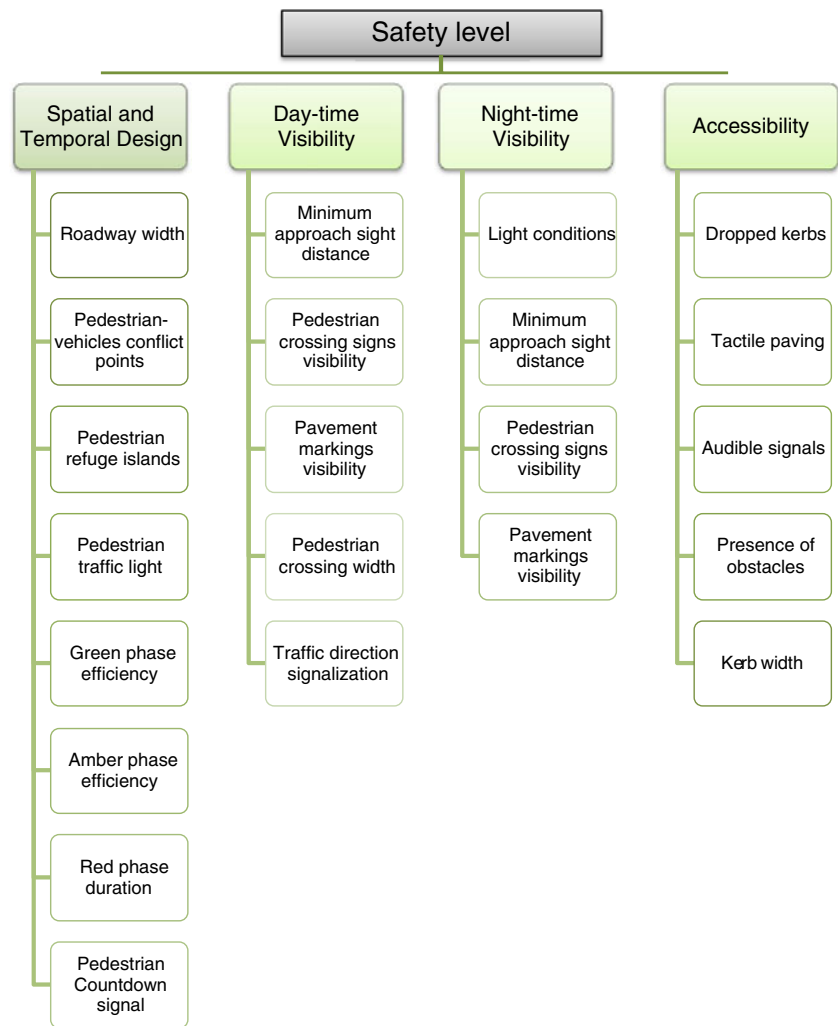 Safety level
Spatial and
Temporal Design
Roadway width
Pedestrian-
vehicles conflict
points
Pedestrian
refuge islands
Pedestrian
traffic light
Green phase
efficiency
Amber phase
efficiency
Red phase
duration
Pedestrian
Countdown
signal
Day-time
Visibility
Minimum
approach sight
distance
Pedestrian
crossing signs
visibility
Pavement
markings
visibility
Pedestrian
crossing width
Traffic direction
signalization
Night-time
Visibility
Light conditions
Minimum
approach sight
distance
Pedestrian
crossing signs
visibility
Pavement
markings
visibility
Accessibility
Dropped kerbs
Tactile paving
Audible signals
Presence of
obstacles
Kerb width